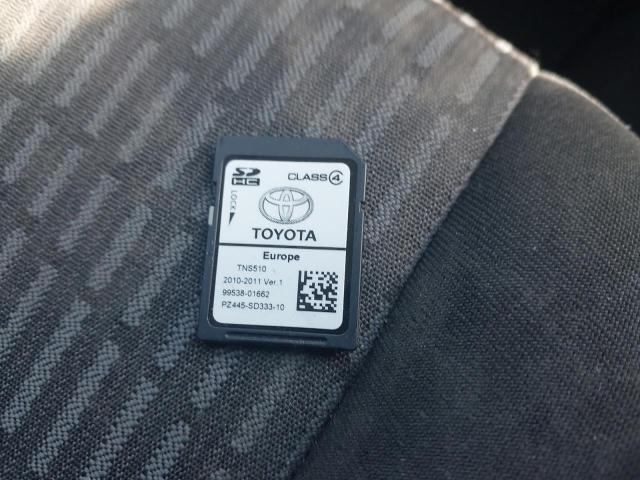 SD HC
CLASS 4
LOCK
TOYOTA
Europe
TNS510
2010-2011 Ver.1
99538-01662
PZ445-SD333-10